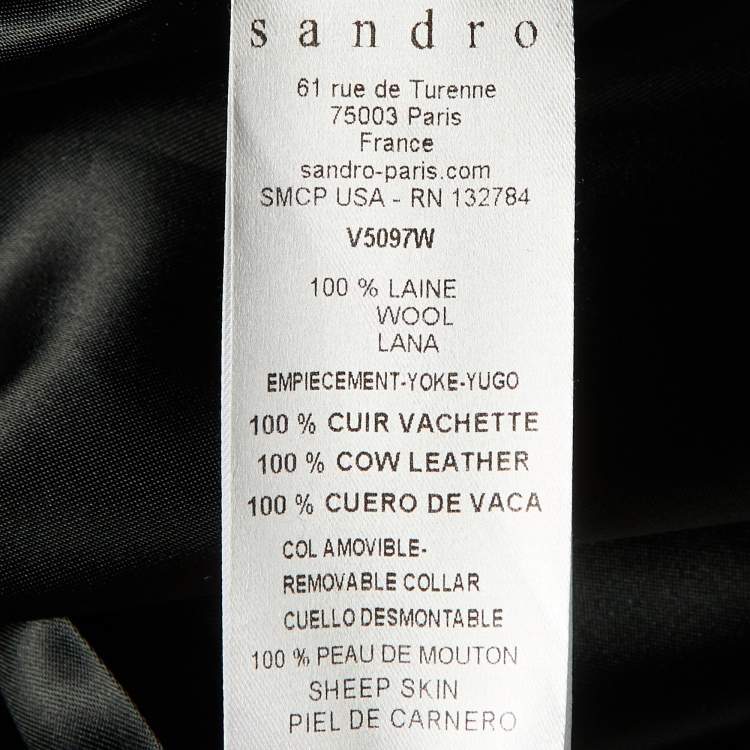 sandro
61 rue de Turenne
75003 Paris
France
sandro-paris.com
SMCP USA - RN 132784
V5097W
100 % LAINE
WOOL
LANA
EMPIECEMENT-YOKE-YUGO
100 % CUIR VACHETTE
100 % COW LEATHER
100 % CUERO DE VACA
COL AMOVIBLE-
REMOVABLE COLLAR
CUELLO DESMONTABLE
100 % PEAU DE MOUTON
SHEEP SKIN
PIEL DE CARNERO